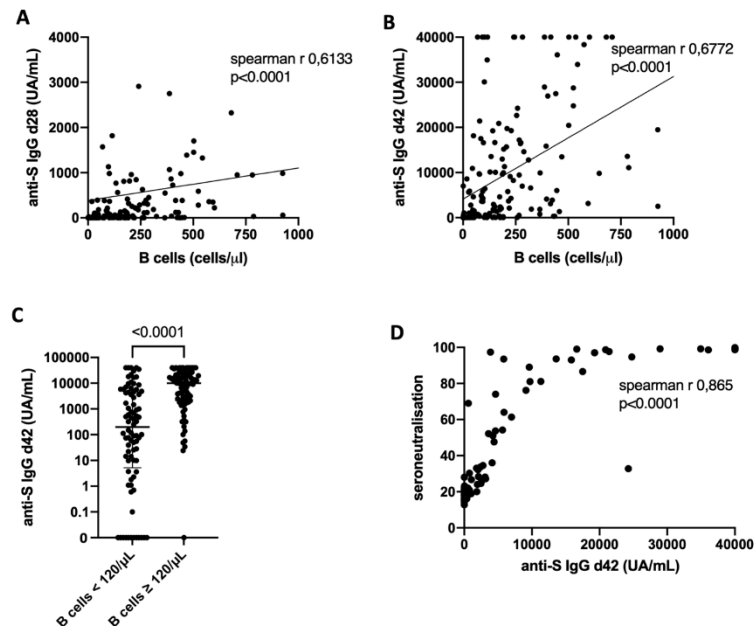 A
anti-S IgG d28 (UA/mL)
4000
3000
2000
1000
0
0
250
500
750
1000
B cells (cells/μl)
spearman r 0,6133
p<0.0001
B
anti-S IgG d42 (UA/mL)
40000
30000
20000
10000
0
0
250
500
750
1000
B cells (cells/μl)
spearman r 0,6772
p<0.0001
C
<0.0001
anti-S IgG d42 (UA/mL)
100000
10000
1000
100
10
1
0.1
0
B cells < 120/μL
B cells ≥ 120/μL
D
seroneutralisation
100
80
60
40
20
0
0
10000
20000
30000
40000
anti-S IgG d42 (UA/mL)
spearman r 0,865
p<0.0001